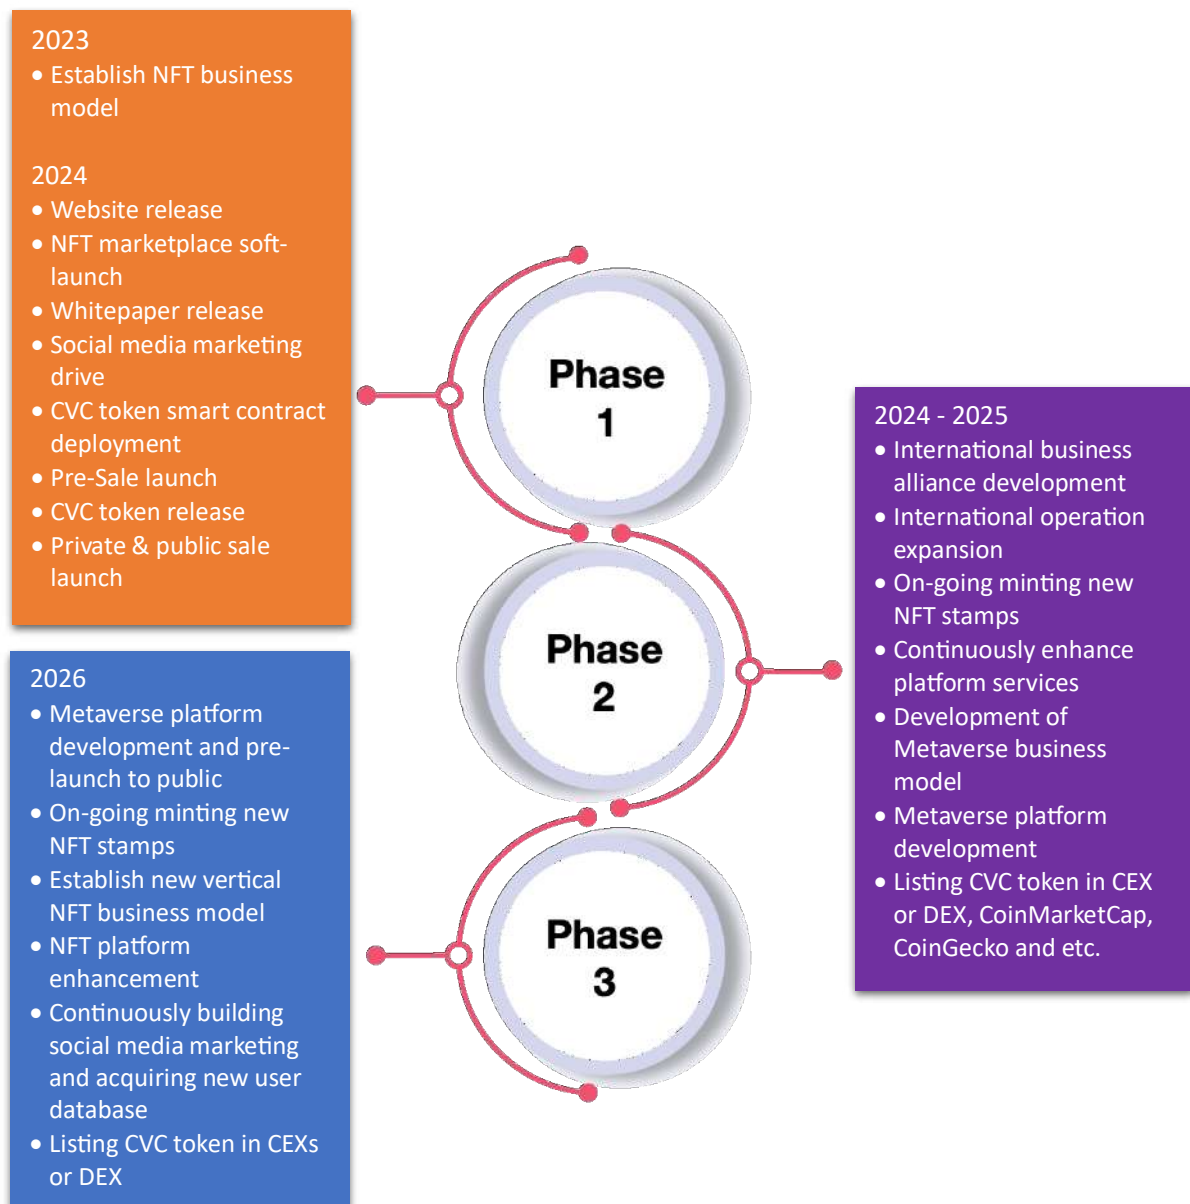 2023
• Establish NFT business
model
2024
• Website release
• NFT marketplace soft-
launch
• Whitepaper release
• Social media marketing
drive
• CVC token smart contract
deployment
• Pre-Sale launch
• CVC token release
• Private & public sale
launch
Phase
1
2024 - 2025
• International business
alliance development
• International operation
expansion
• On-going minting new
NFT stamps
• Continuously enhance
platform services
• Development of
Metaverse business
model
• Metaverse platform
development
• Listing CVC token in CEX
or DEX, CoinMarketCap,
CoinGecko and etc.
Phase
2
2026
• Metaverse platform
development and pre-
launch to public
• On-going minting new
NFT stamps
• Establish new vertical
NFT business model
• NFT platform
enhancement
• Continuously building
social media marketing
and acquiring new user
database
• Listing CVC token in CEXs
or DEX
Phase
3